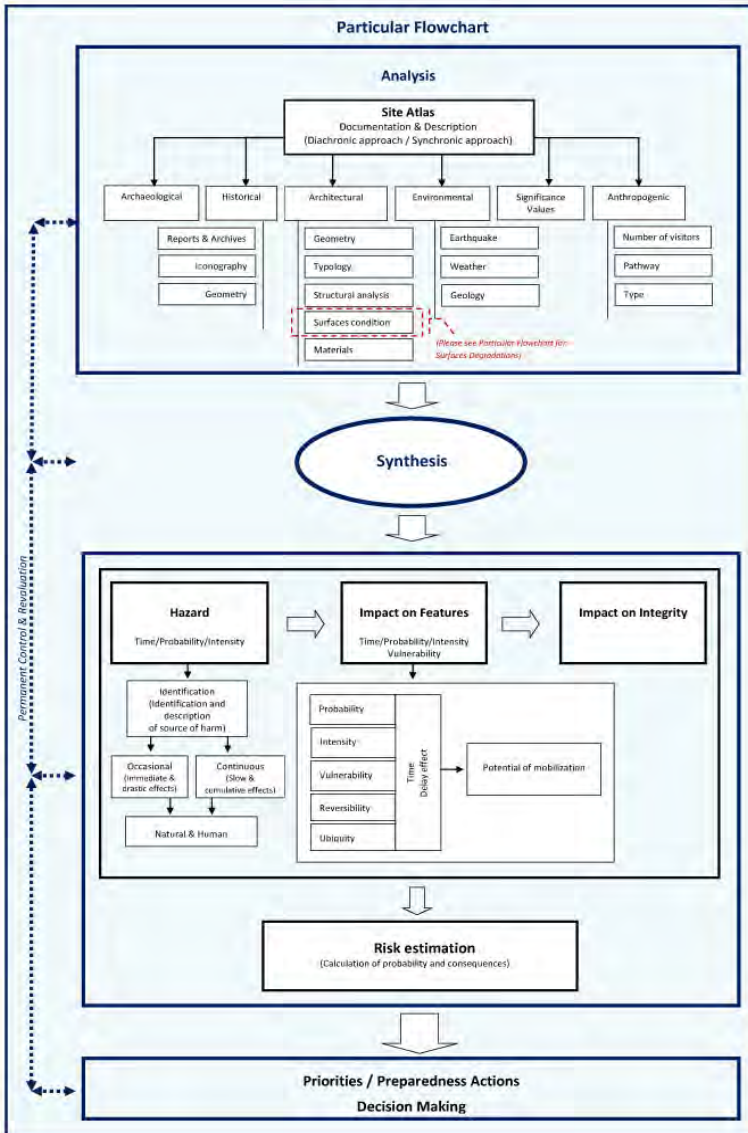 Particular Flowchart
Analysis
Site Atlas
Documentation & Description
(Diachronic approach / Synchronic approach)
Archaeological
Historical
Architectural
Environmental
Significance
Values
Anthropogenic
Reports & Archives
Iconography
Geometry
Geometry
Typology
Structural analysis
Surfaces condition
Materials
Earthquake
Weather
Geology
Number of visitors
Pathway
Type
(Please see Particular Flowchart for
Surfaces Degradations)
Synthesis
Permanent Control & Revaluation
Hazard
Time/Probability/Intensity
Impact on Features
Time/Probability/Intensity
Vulnerability
Impact on Integrity
Identification
(Identification and
description
of source of harm)
Occasional
(Immediate &
drastic effects)
Continuous
(Slow &
cumulative effects)
Natural & Human
Probability
Intensity
Vulnerability
Reversibility
Ubiquity
Time
Delay effect
Potential of mobilization
Risk estimation
(Calculation of probability and consequences)
Priorities / Preparedness Actions
Decision Making